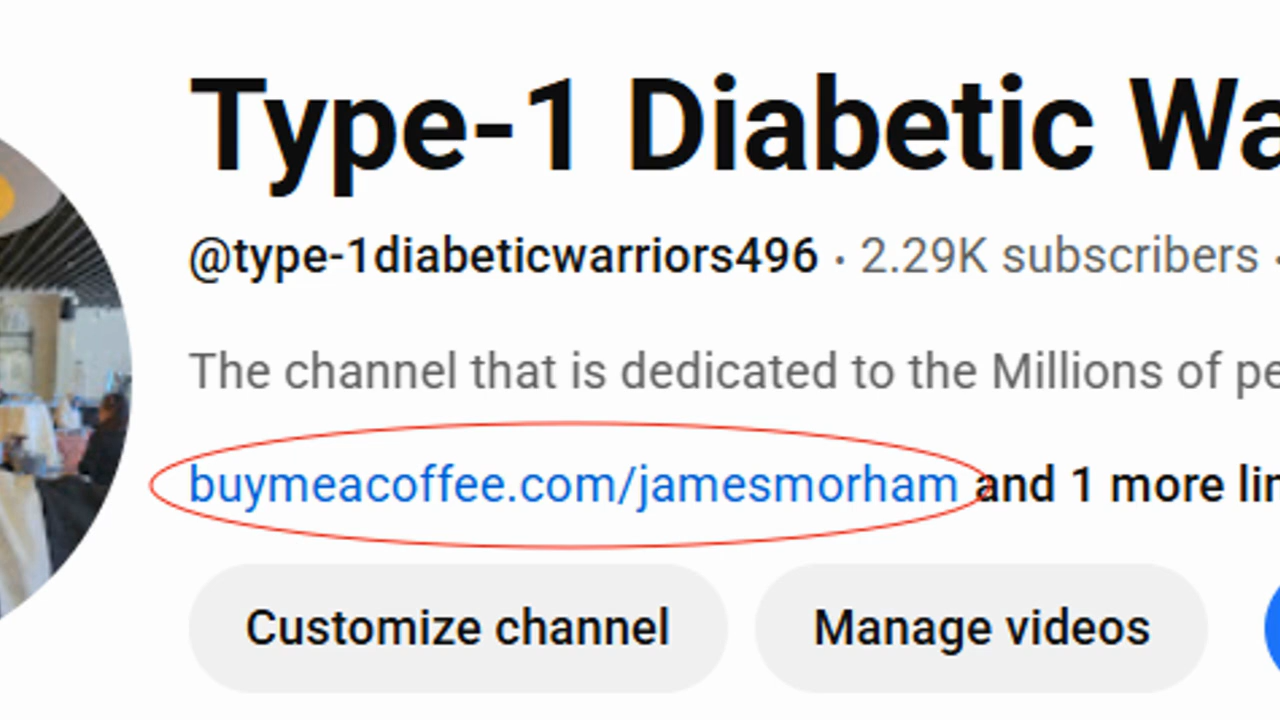 Type-1 Diabetic Wa
@type-1diabeticwarriors496 · 2.29K subscribers
The channel that is dedicated to the Millions of pe
buymeacoffee.com/jamesmorham and 1 more lin
Customize channel Manage videos